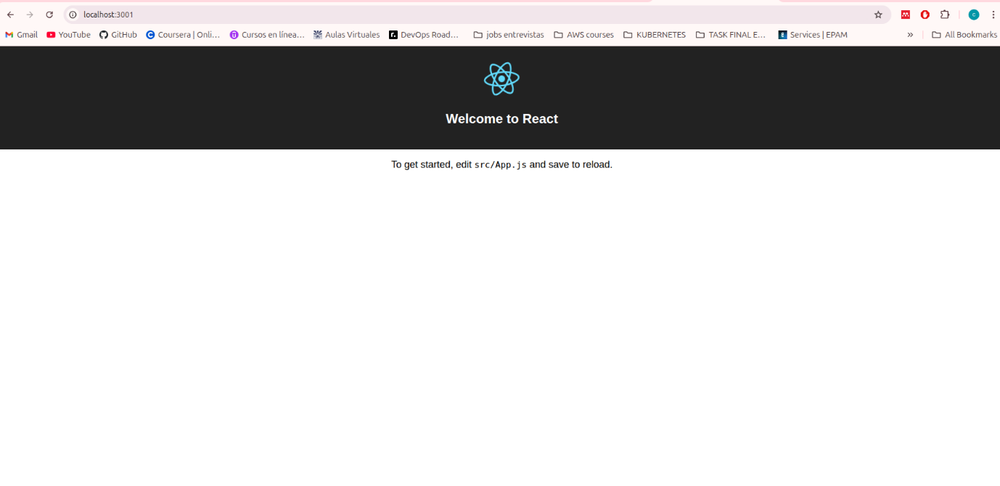 localhost:3001
Gmail YouTube GitHub Coursera | Onli... Cursos en línea... Aulas Virtuales DevOps Road... jobs entrevistas AWS courses KUBERNETES TASK FINAL E... Services | EPAM » All Bookmarks
Welcome to React
To get started, edit src/App.js and save to reload.